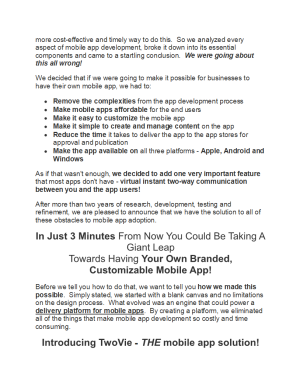 more cost-effective and timely way to do this.  So we analyzed every
aspect of mobile app development, broke it down into its essential
components and came to a startling conclusion.  We were going about
this all wrong!
We decided that if we were going to make it possible for businesses to
have their own mobile app, we had to:
• Remove the complexities from the app development process
• Make mobile apps affordable for the end users
• Make it easy to customize the mobile app
• Make it simple to create and manage content on the app
• Reduce the time it takes to deliver the app to the app stores for
approval and publication
• Make the app available on all three platforms - Apple, Android and
Windows
As if that wasn't enough, we decided to add one very important feature
that most apps don't have - virtual instant two-way communication
between you and the app users!
After more than two years of research, development, testing and
refinement, we are pleased to announce that we have the solution to all of
these obstacles to mobile app adoption.
In Just 3 Minutes From Now You Could Be Taking A
Giant Leap
Towards Having Your Own Branded,
Customizable Mobile App!
Before we tell you how to do that, we want to tell you how we made this
possible.  Simply stated, we started with a blank canvas and no limitations
on the design process.  What evolved was an engine that could power a
delivery platform for mobile apps.  By creating a platform, we eliminated
all of the things that make mobile app development so costly and time
consuming.
Introducing TwoVie - THE mobile app solution!